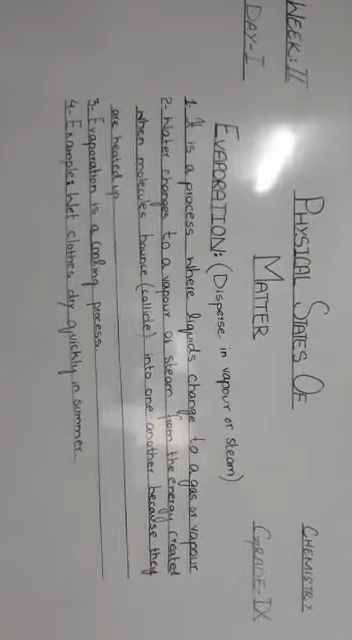 WEEK: II
CHEMISTRY
PHYSICAL STATES OF
DAY-I
MATTER
GRADE-IX
EVAPORATION: (Disperse in vapour or steam)
1. It is a process where liquids change to a gas or vapour
2- Water changes to a vapour or steam from the energy created
when molecules bounce (collide) into one another because they
are heated up.
3. Evaporation is a cooling process.
4- Example: Wet clothes dry quickly in summer.